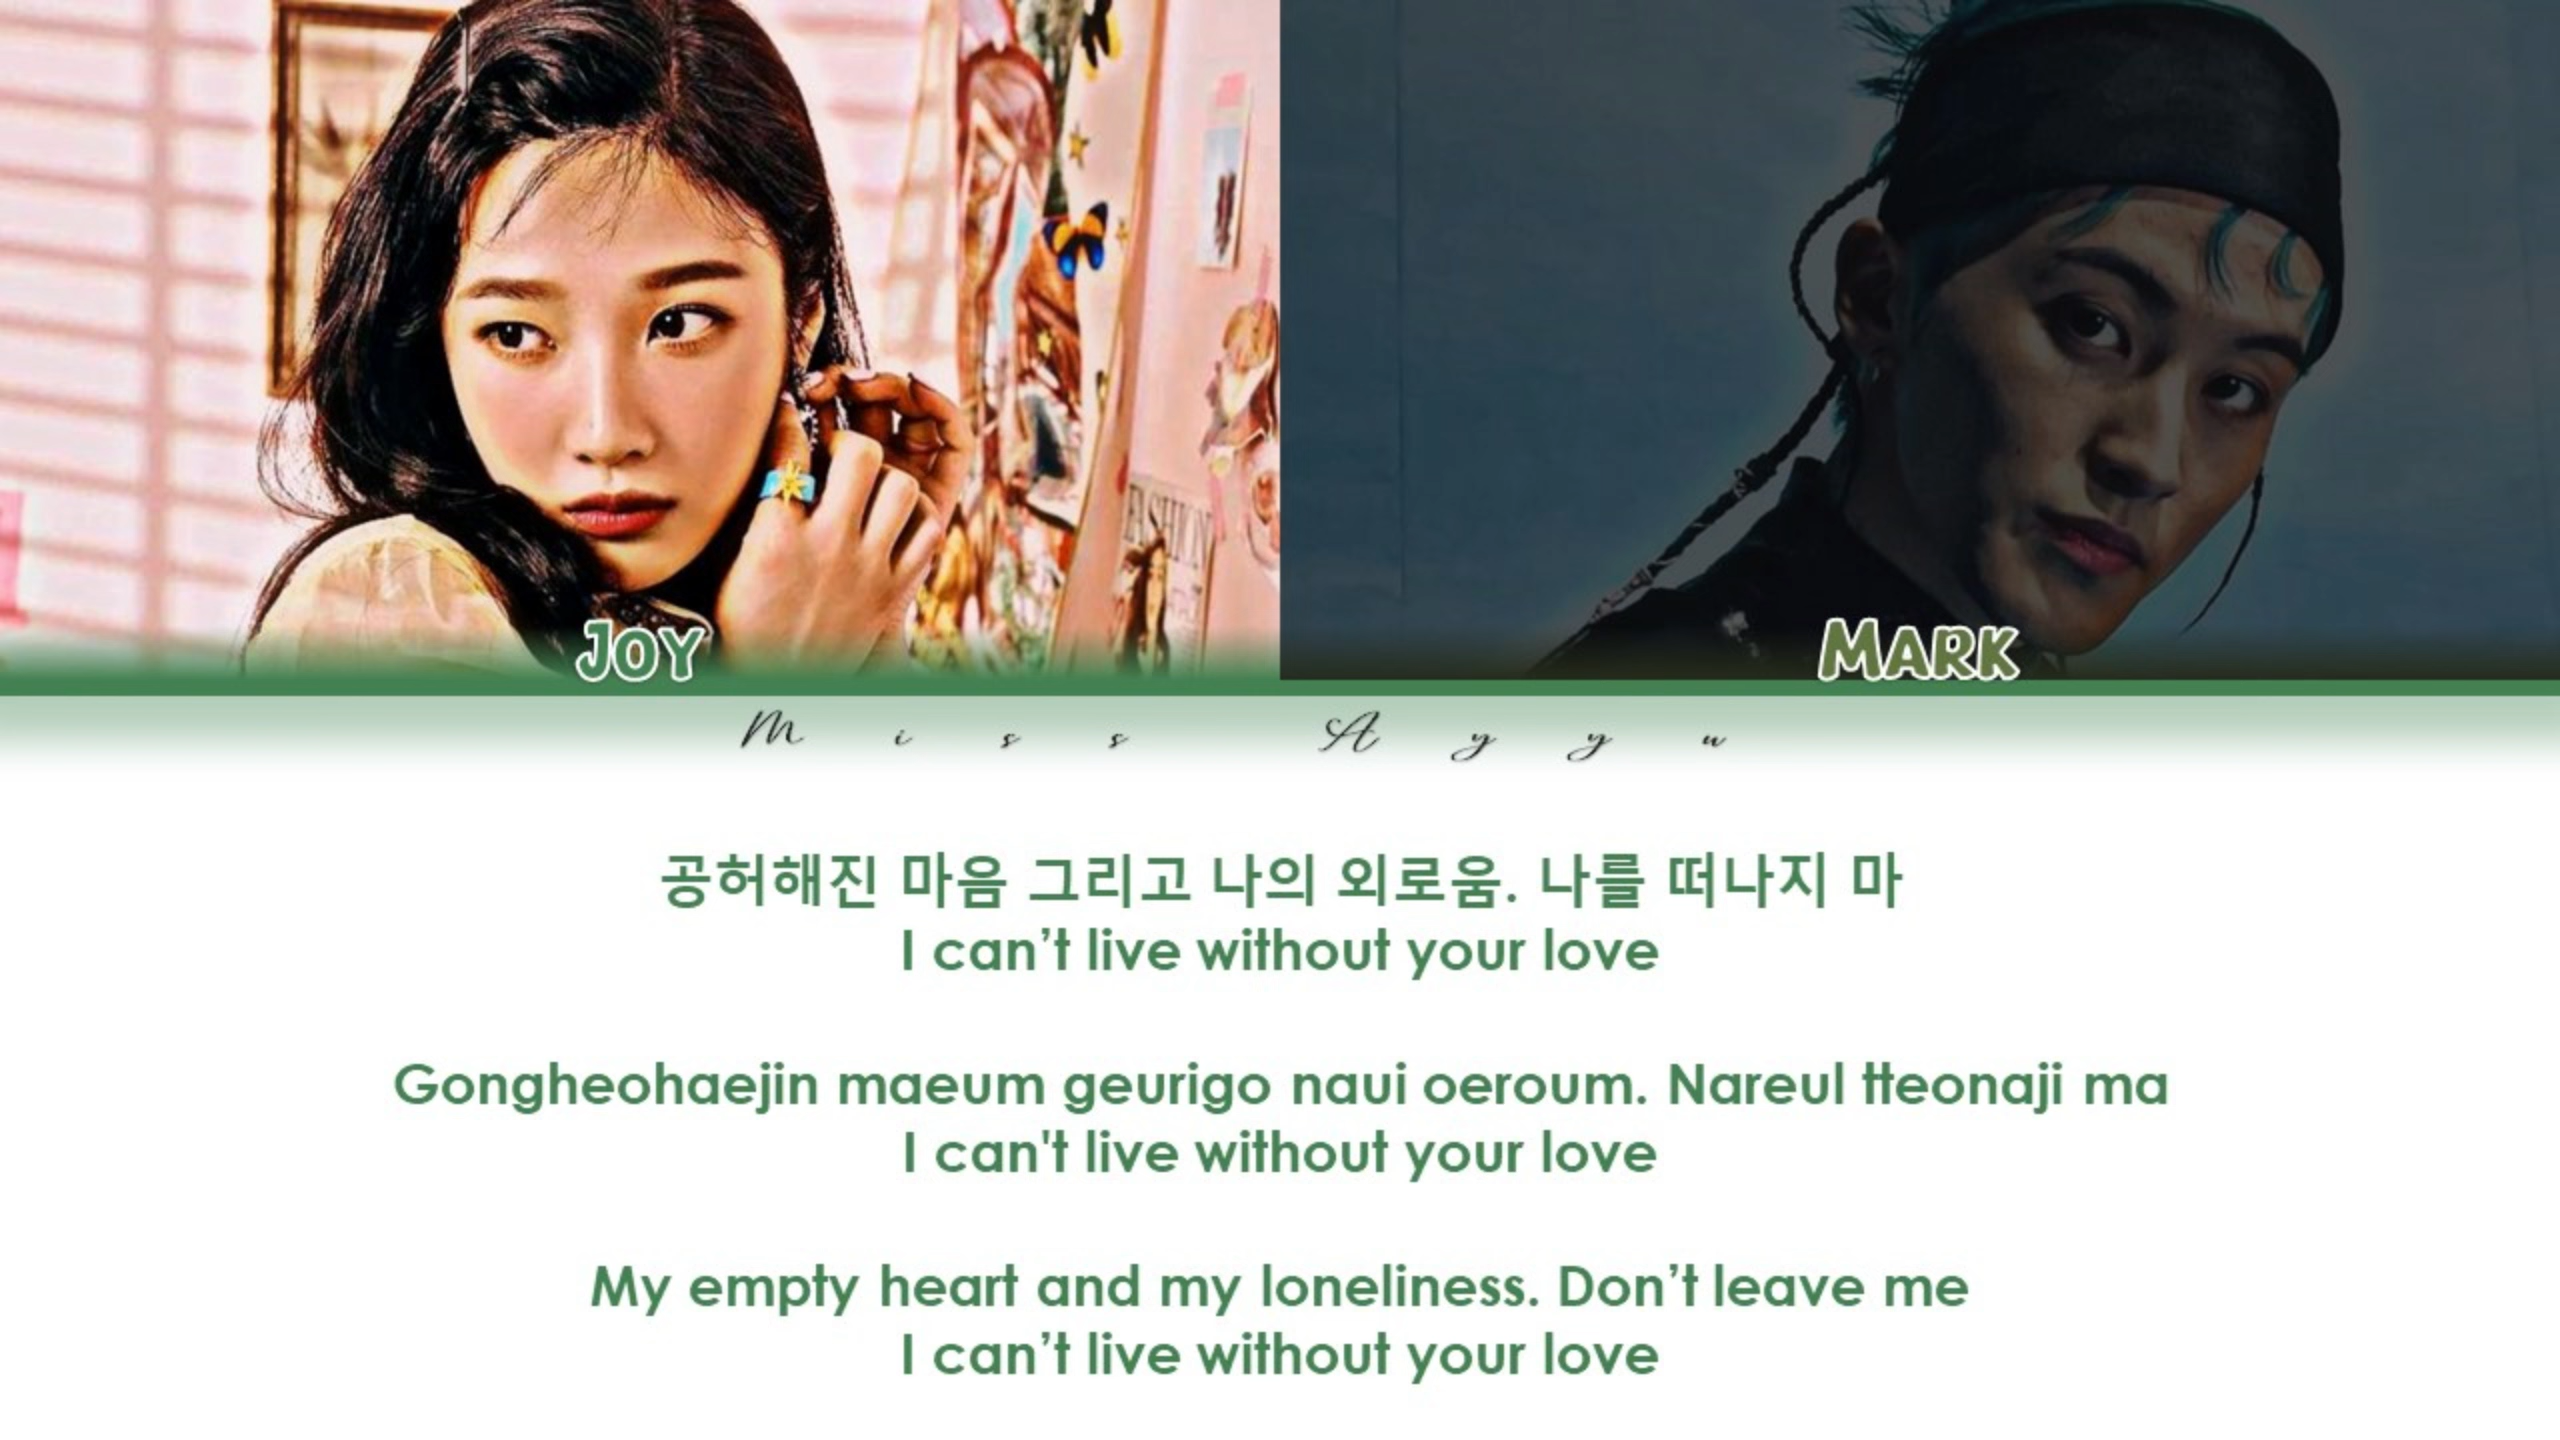 JOY
MARK
Miss Ayyu
공허해진 마음 그리고 나의 외로움. 나를 떠나지 마
I can’t live without your love
Gongheohaejin maeum geurigo naui oeroum. Nareul tteonaji ma
I can't live without your love
My empty heart and my loneliness. Don’t leave me
I can’t live without your love